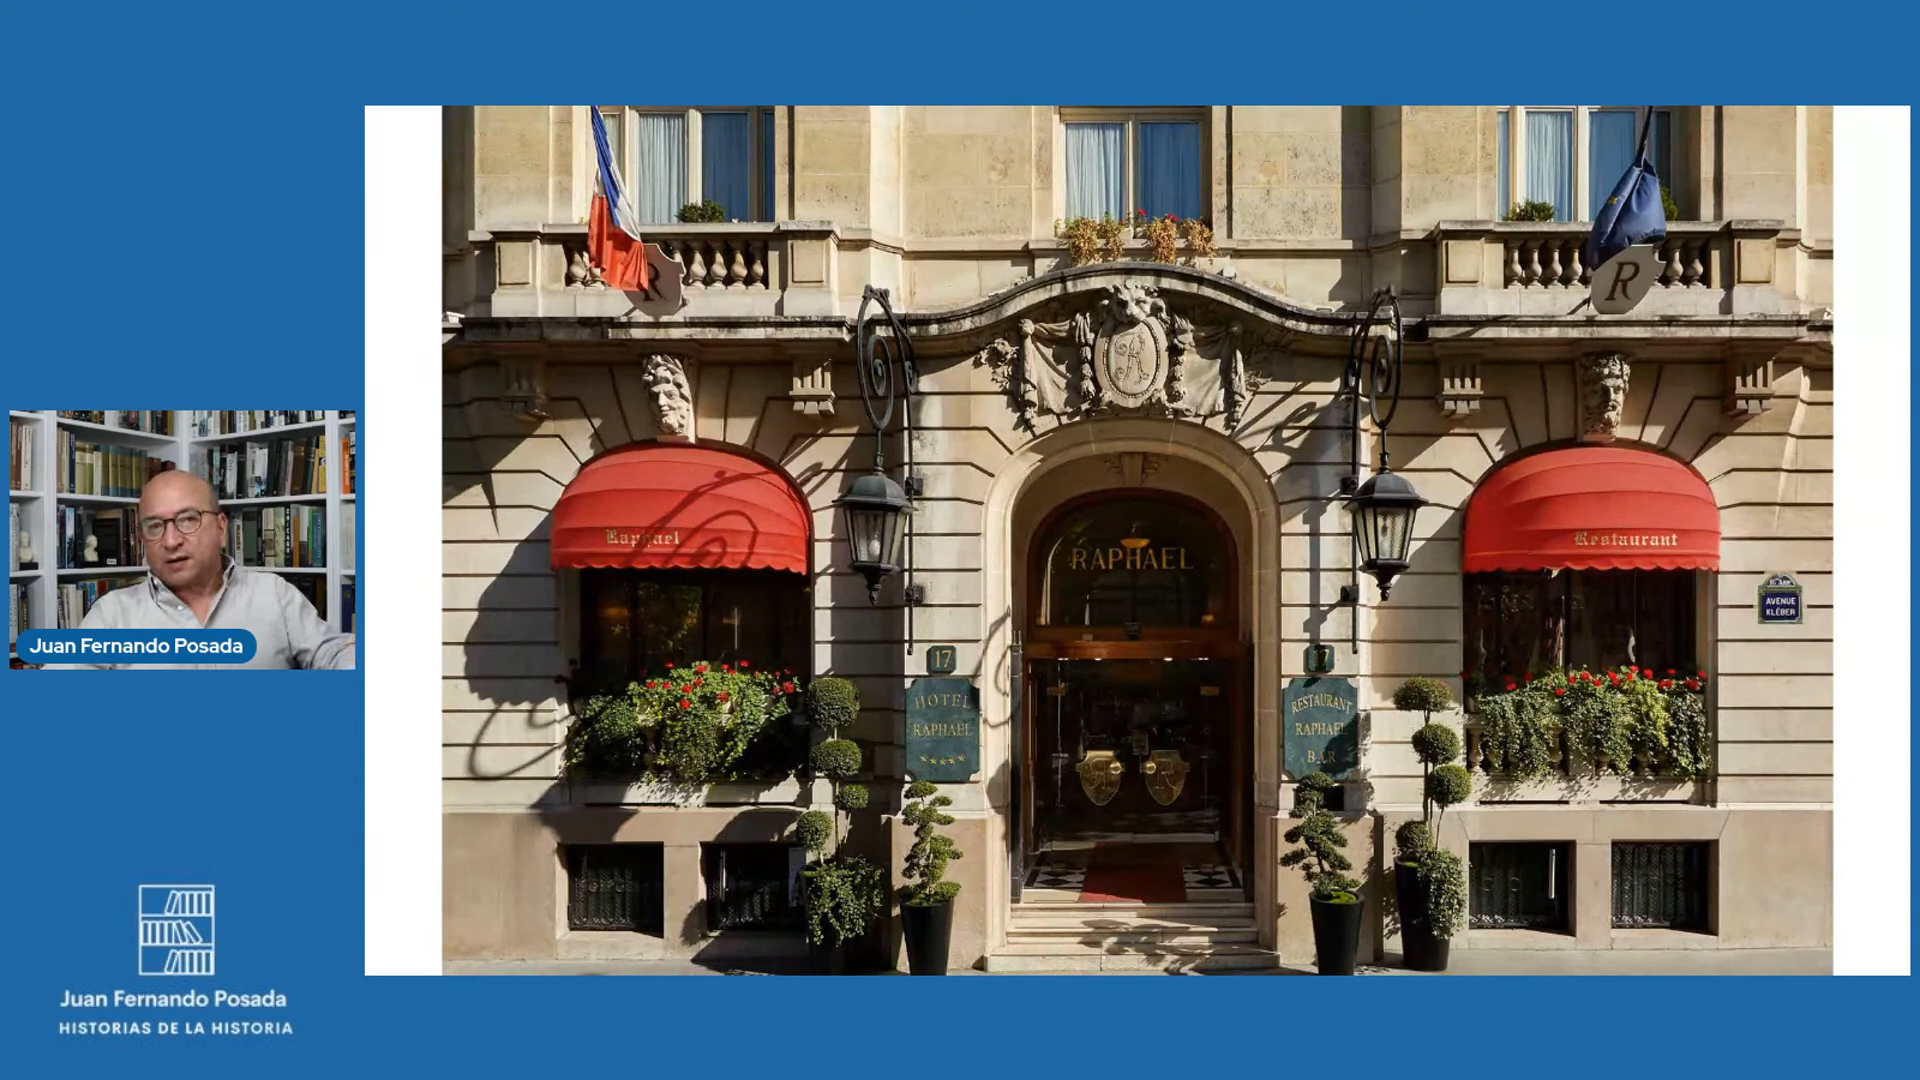 Juan Fernando Posada
Juan Fernando Posada
HISTORIAS DE LA HISTORIA
R
R
R
Raphael
Restaurant
RAPHAEL
AVENUE
KLÉBER
17
HOTEL
RAPHAEL
17
RESTAURANT
RAPHAEL
BAR
R
R